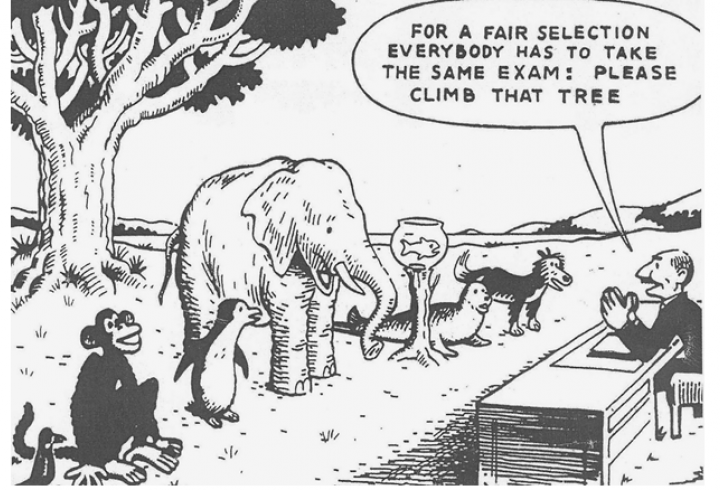 FOR A FAIR SELECTION
EVERYBODY HAS TO TAKE
THE SAME EXAM: PLEASE
CLIMB THAT TREE